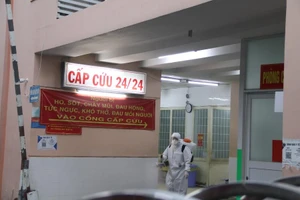 CẤP CỨU 24/24
HO, SỐT, CHẢY MŨI, ĐAU HỌNG,
TỨC NGỰC, KHÓ THỞ, ĐAU MỎI NGƯỜI
VÀO CỔNG CẤP CỨU
PHÒNG